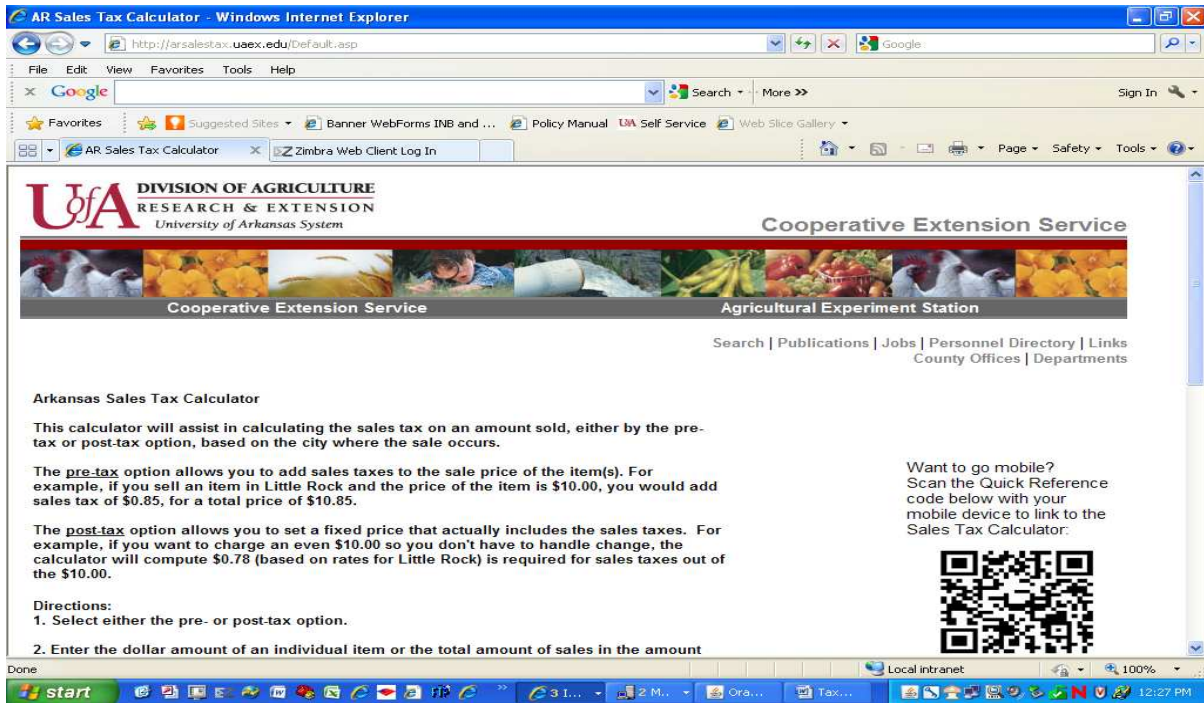 AR Sales Tax Calculator - Windows Internet Explorer
http://arsalestax.uaex.edu/Default.asp
Google
File Edit View Favorites Tools Help
x Google Search More >> Sign In
Favorites Suggested Sites Banner WebForms INB and ... Policy Manual UA Self Service Web Slice Gallery
AR Sales Tax Calculator X Zimbra Web Client Log In Page Safety Tools
UofA DIVISION OF AGRICULTURE
RESEARCH & EXTENSION
University of Arkansas System
Cooperative Extension Service
Cooperative Extension Service Agricultural Experiment Station
Search | Publications | Jobs | Personnel Directory | Links
County Offices | Departments
Arkansas Sales Tax Calculator
This calculator will assist in calculating the sales tax on an amount sold, either by the pre-
tax or post-tax option, based on the city where the sale occurs.
The pre-tax option allows you to add sales taxes to the sale price of the item(s). For
example, if you sell an item in Little Rock and the price of the item is $10.00, you would add
sales tax of $0.85, for a total price of $10.85.
The post-tax option allows you to set a fixed price that actually includes the sales taxes. For
example, if you want to charge an even $10.00 so you don't have to handle change, the
calculator will compute $0.78 (based on rates for Little Rock) is required for sales taxes out of
the $10.00.
Directions:
1. Select either the pre- or post-tax option.
2. Enter the dollar amount of an individual item or the total amount of sales in the amount
Want to go mobile?
Scan the Quick Reference
code below with your
mobile device to link to the
Sales Tax Calculator:
Done Local intranet 100%
start 3 I... 2 M... Ora... Tax... 12:27 PM